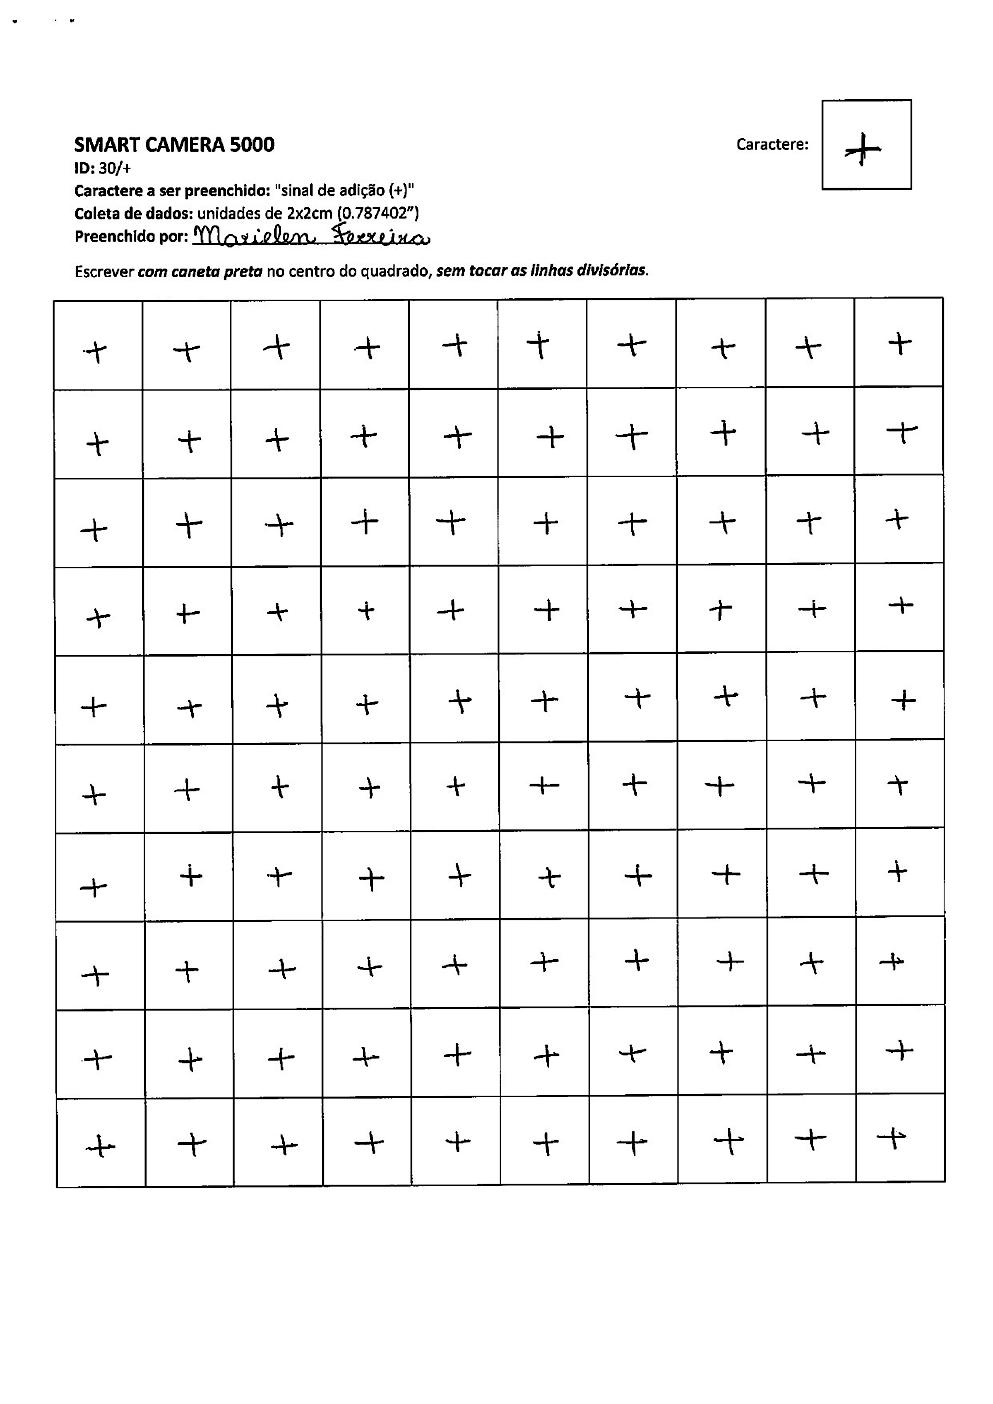 SMART CAMERA 5000
Caractere: +
ID: 30/+
Caractere a ser preenchido: "sinal de adição (+)"
Coleta de dados: unidades de 2x2cm (0.787402")
Preenchido por: Marielen Ferreira
Escrever com caneta preta no centro do quadrado, sem tocar as linhas divisórias.
+ + + + + + + + + +
+ + + + + + + + + +
+ + + + + + + + + +
+ + + + + + + + + +
+ + + + + + + + + +
+ + + + + + + + + +
+ + + + + + + + + +
+ + + + + + + + + +
+ + + + + + + + + +
+ + + + + + + + + +